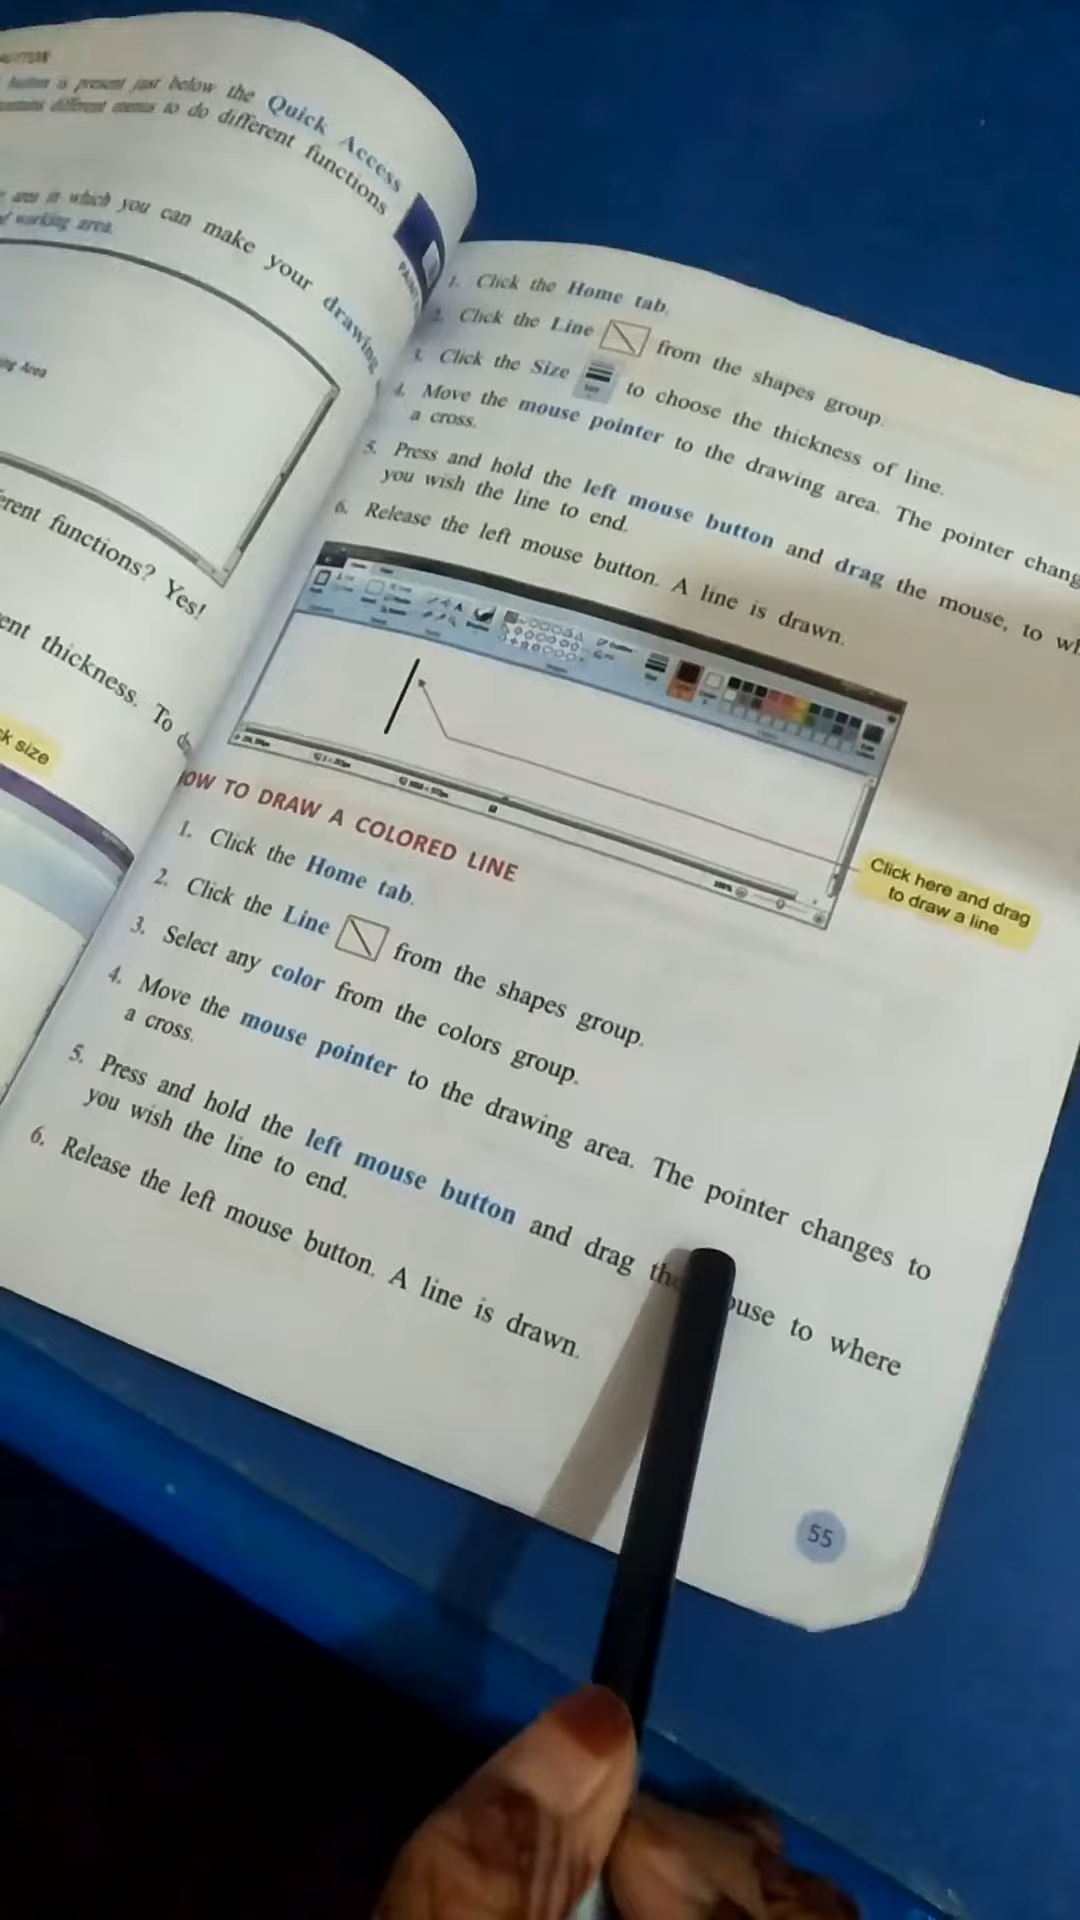 button is present just below the Quick Access
different menus to do different functions
area in which you can make your drawing
working area.
Area
functions? Yes!
thickness. To
size
1. Click the Home tab.
2. Click the Line from the shapes group.
3. Click the Size to choose the thickness of line.
4. Move the mouse pointer to the drawing area. The pointer
a cross.
5. Press and hold the left mouse button and drag the mouse, to
you wish the line to end.
6. Release the left mouse button. A line is drawn.
Click here and drag
to draw a line
OW TO DRAW A COLORED LINE
1. Click the Home tab.
2. Click the Line from the shapes group.
3. Select any color from the colors group.
4. Move the mouse pointer to the drawing area. The pointer changes to
a cross.
5. Press and hold the left mouse button and drag the ouse to where
you wish the line to end.
6. Release the left mouse button. A line is drawn.
55